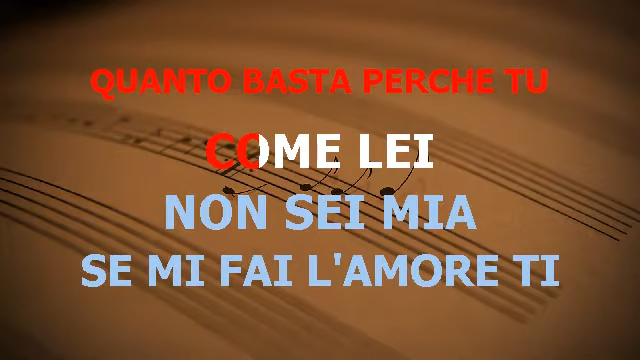 QUANTO BASTA PERCHE TU
COME LEI
NON SEI MIA
SE MI FAI L'AMORE TI